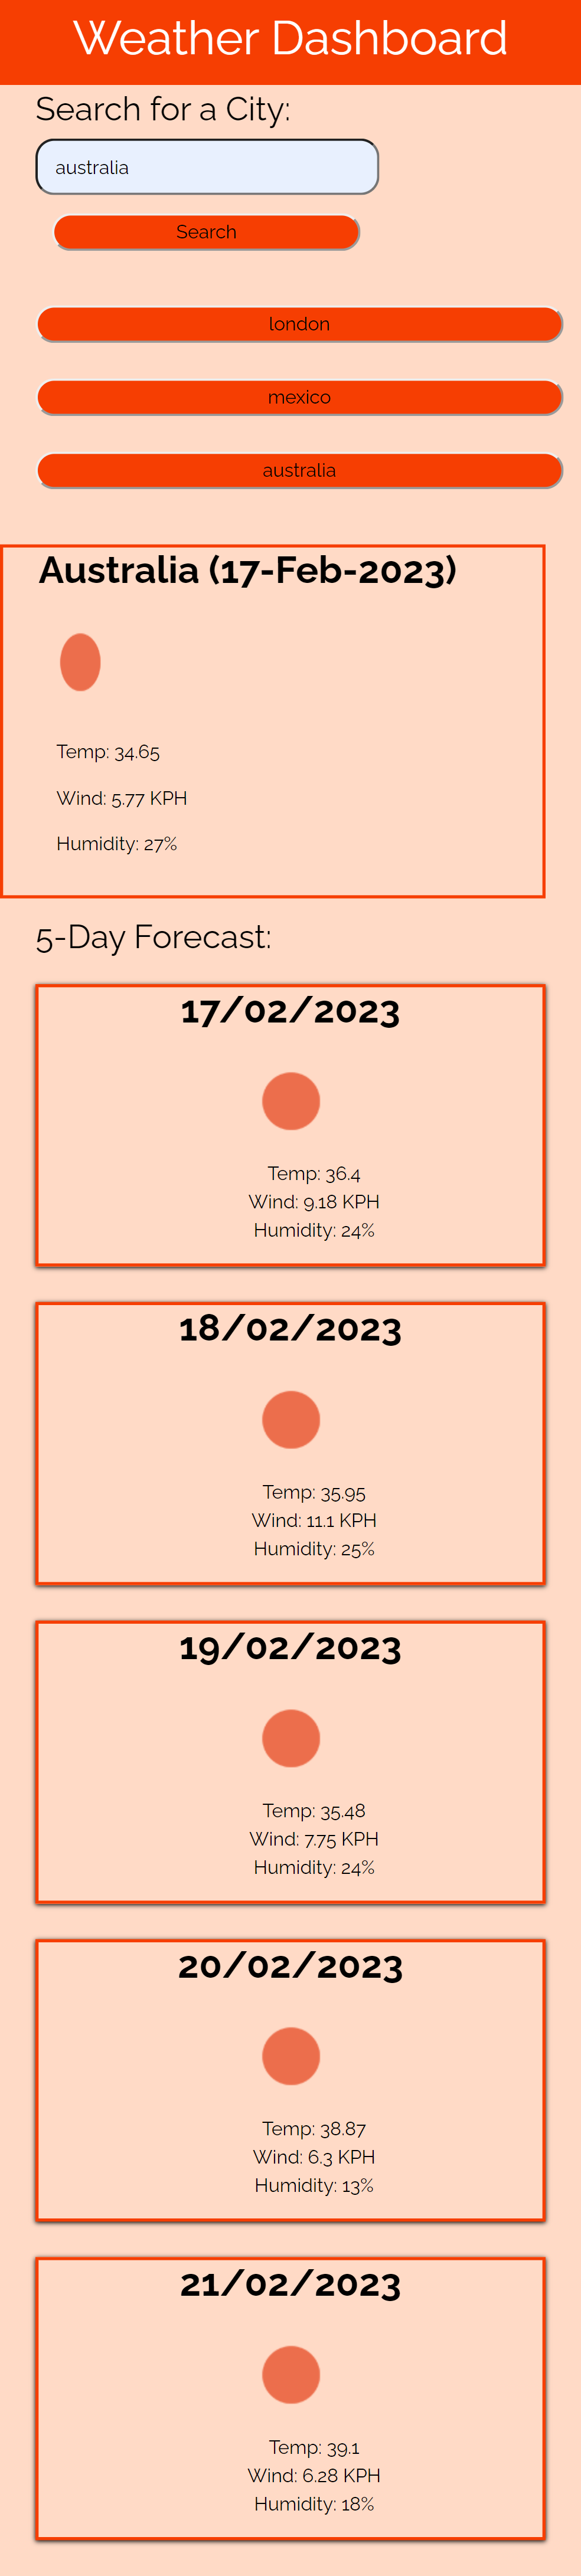 Weather Dashboard
Search for a City:
australia
Search
london
mexico
australia
Australia (17-Feb-2023)
Temp: 34.65
Wind: 5.77 KPH
Humidity: 27%
5-Day Forecast:
17/02/2023
Temp: 36.4
Wind: 9.18 KPH
Humidity: 24%
18/02/2023
Temp: 35.95
Wind: 11.1 KPH
Humidity: 25%
19/02/2023
Temp: 35.48
Wind: 7.75 KPH
Humidity: 24%
20/02/2023
Temp: 38.87
Wind: 6.3 KPH
Humidity: 13%
21/02/2023
Temp: 39.1
Wind: 6.28 KPH
Humidity: 18%